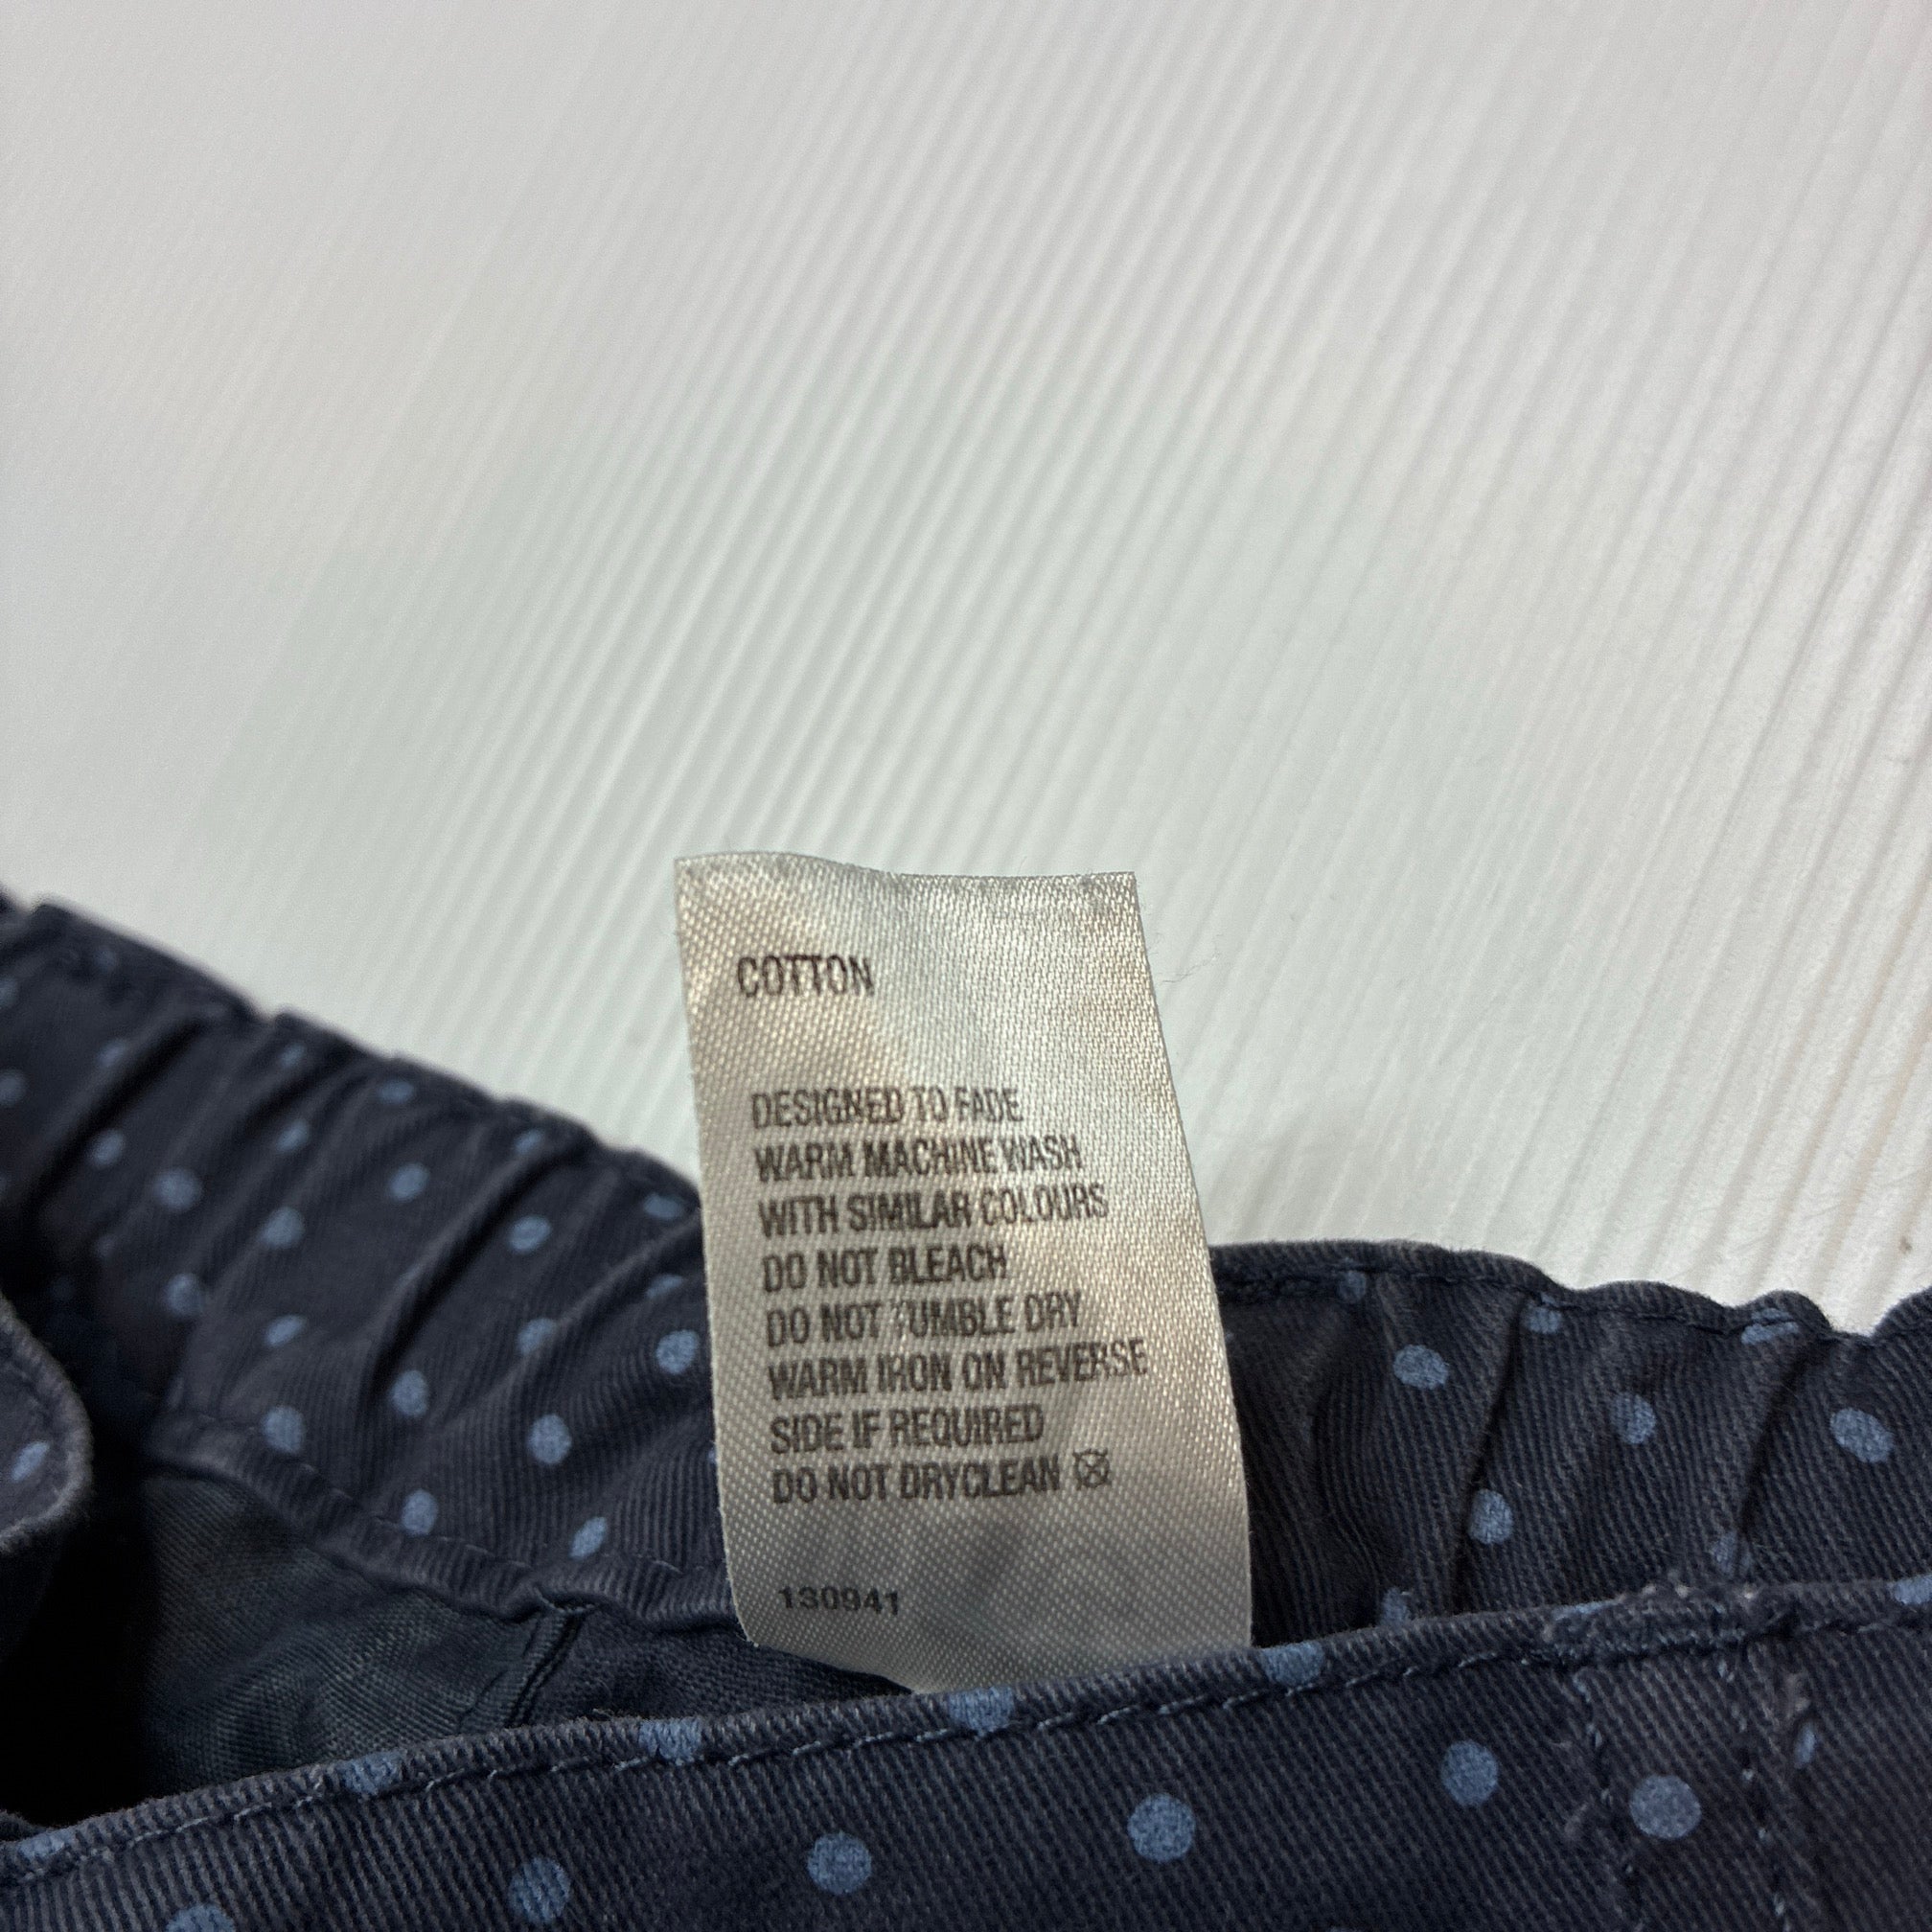 COTTON
DESIGNED TO FADE
WARM MACHINE WASH
WITH SIMILAR COLOURS
DO NOT BLEACH
DO NOT TUMBLE DRY
WARM IRON ON REVERSE
SIDE IF REQUIRED
DO NOT DRYCLEAN
130941